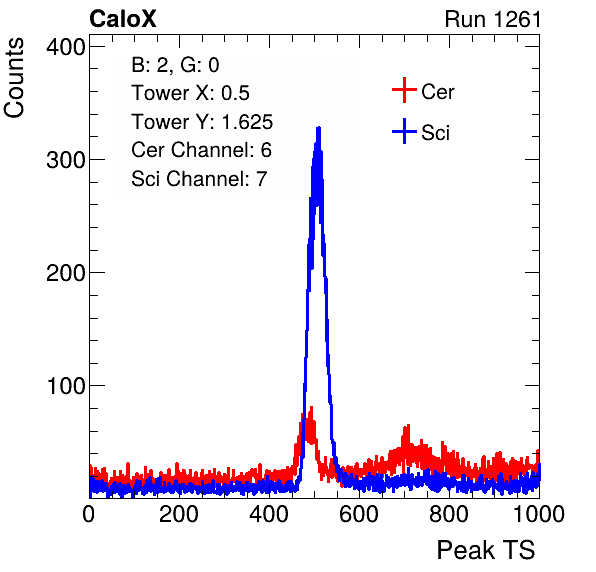 CaloX Run 1261
Counts
400
300
200
100
B: 2, G: 0
Tower X: 0.5
Tower Y: 1.625
Cer Channel: 6
Sci Channel: 7
Cer
Sci
0 200 400 600 800 1000
Peak TS